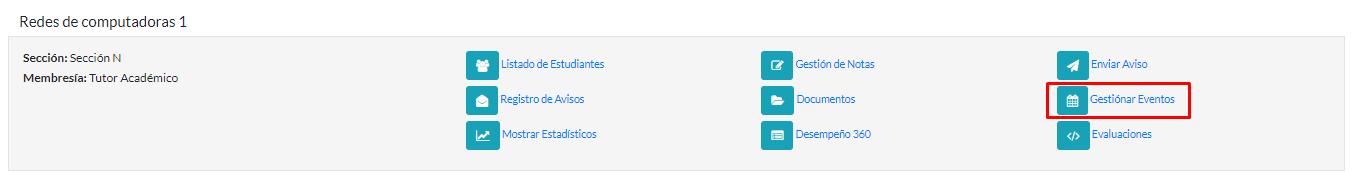 Redes de computadoras 1
Sección: Sección N
Membresía: Tutor Académico
Listado de Estudiantes
Gestión de Notas
Enviar Aviso
Registro de Avisos
Documentos
Gestiónar Eventos
Mostrar Estadísticos
Desempeño 360
Evaluaciones